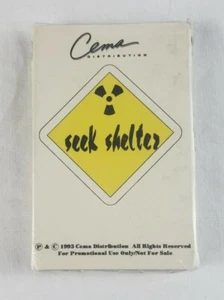 Cema
DISTRIBUTION
seek shelter
℗ & © 1993 Cema Distribution All Rights Reserved
For Promotional Use Only/Not For Sale